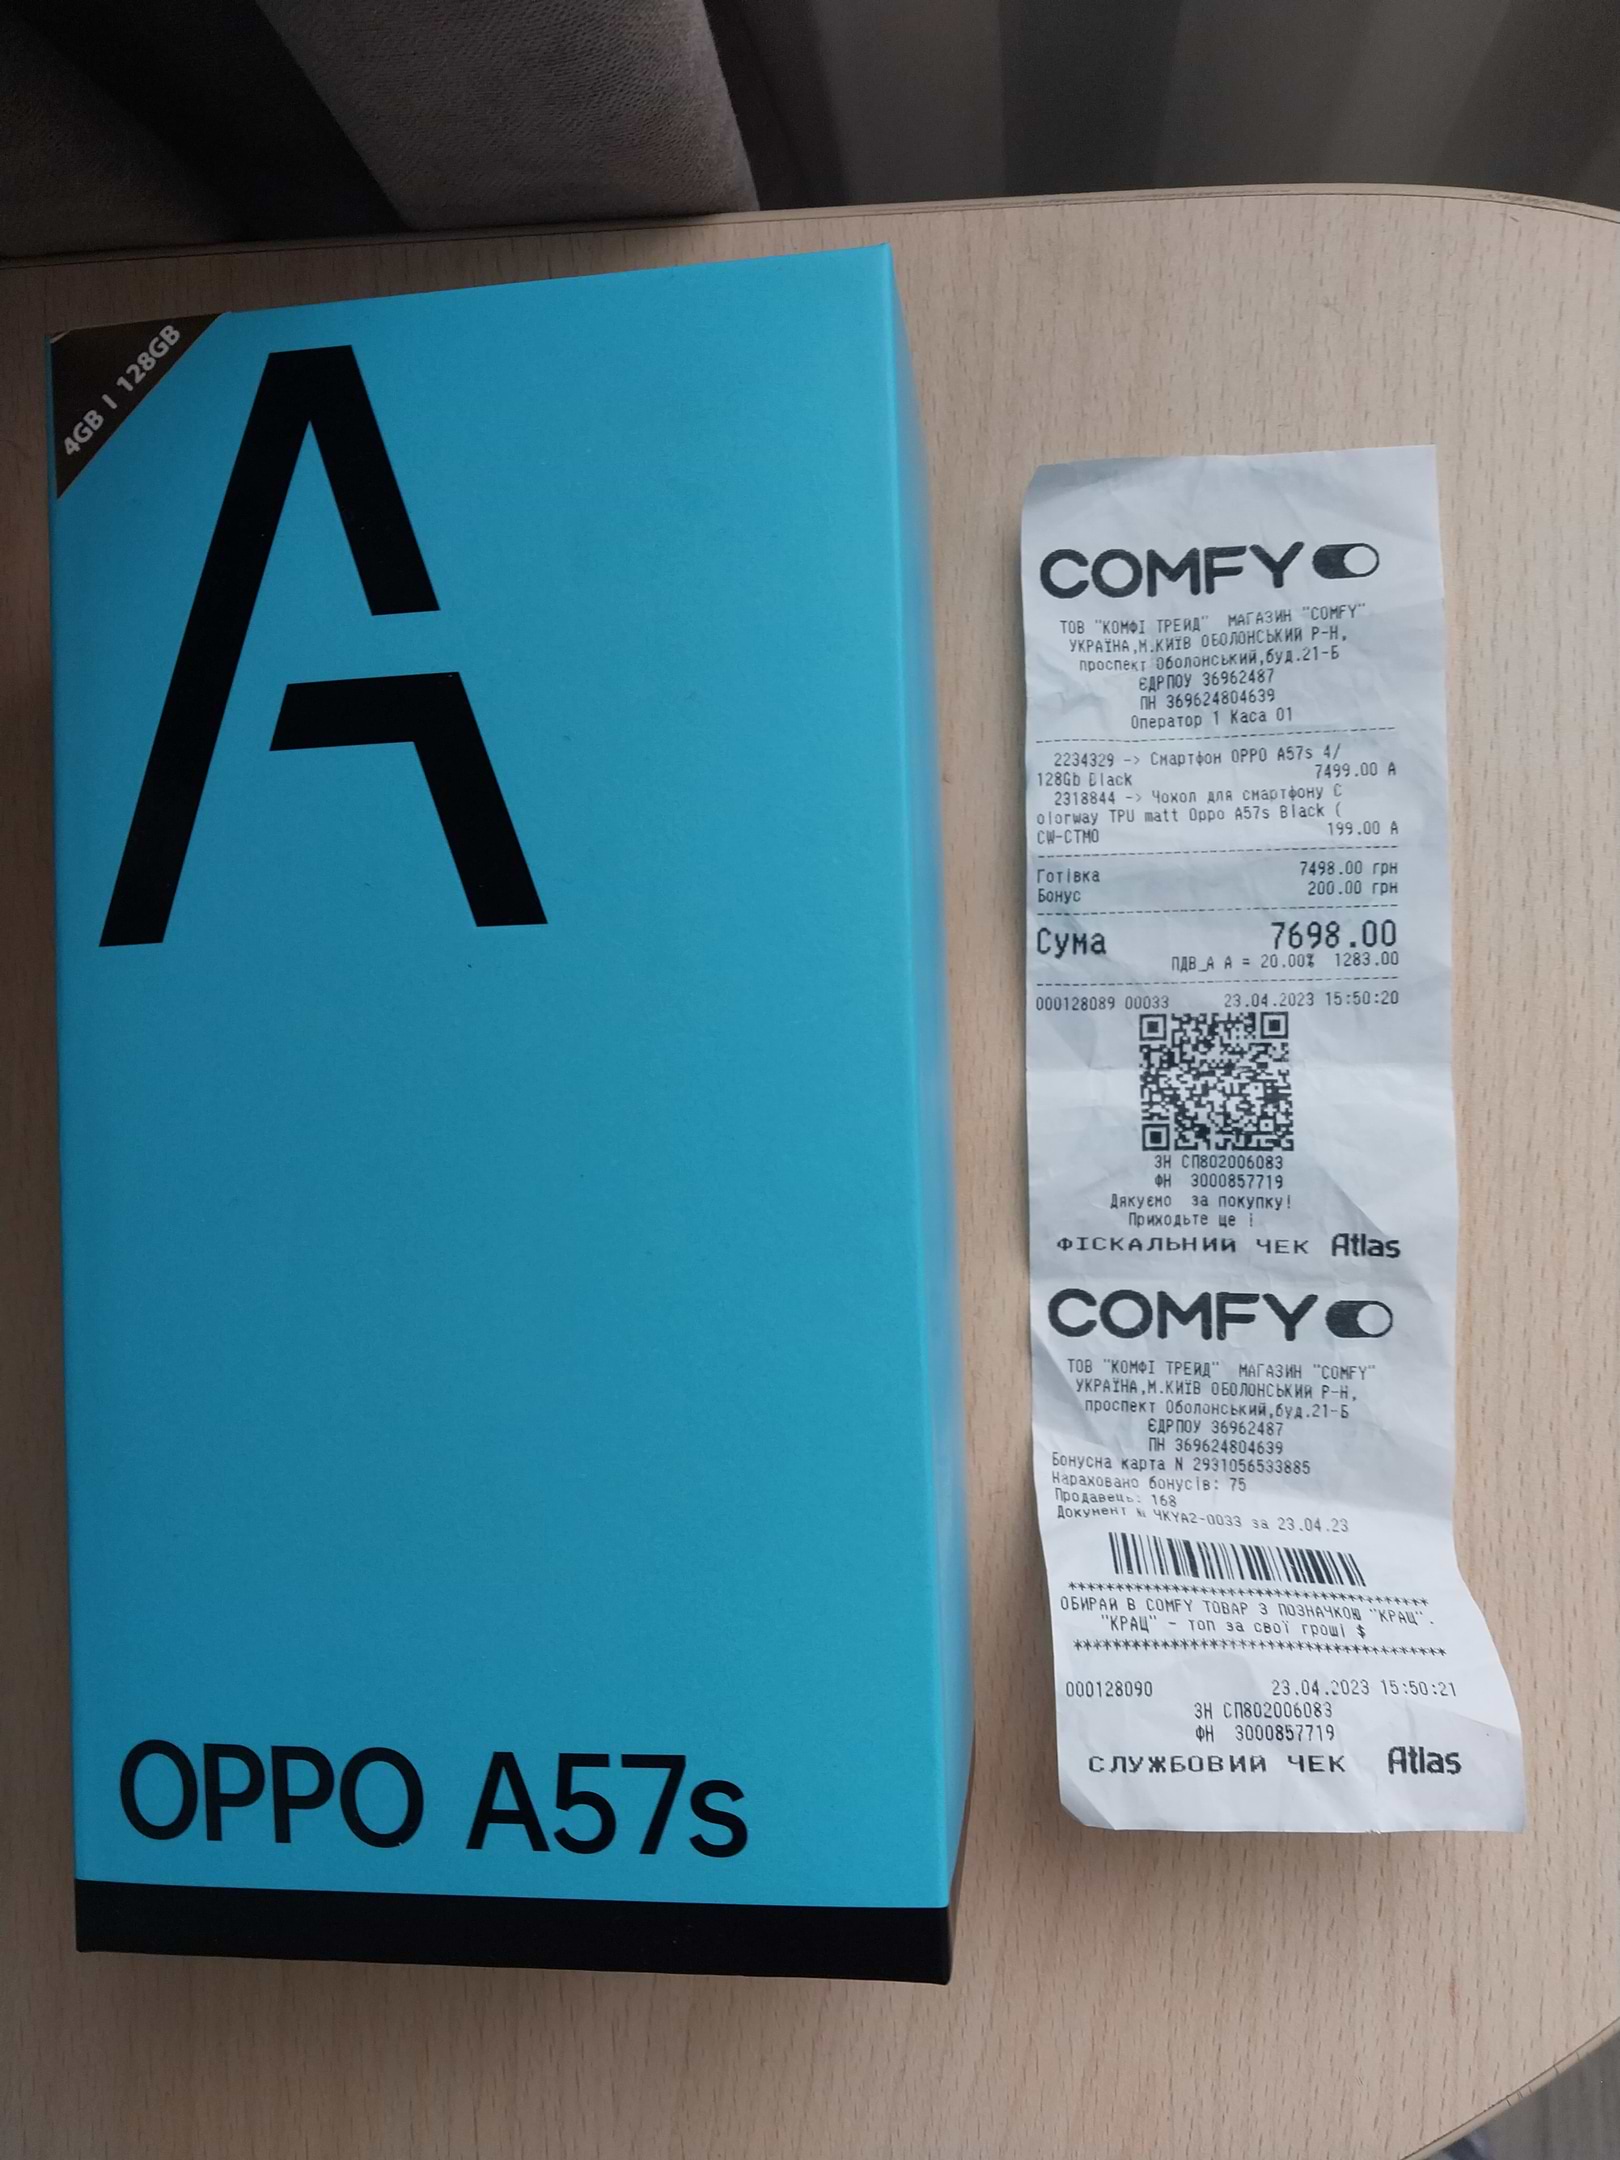 4GB | 128GB
A
OPPO A57s
COMFY
ТОВ "КОМФІ ТРЕЙД" МАГАЗИН "COMFY"
УКРАЇНА,М.КИЇВ ОБОЛОНСЬКИЙ Р-Н,
проспект Оболонський,буд.21-Б
ЄДРПОУ 36962487
ПН 369624804639
Оператор 1 Каса 01
2234329 -> Смартфон OPPO A57s 4/
128Gb Black 7499.00 А
2318844 -> Чохол для смартфону C
olorway TPU matt Oppo A57s Black (
CW-CTMO 199.00 А
Готівка 7498.00 грн
Бонус 200.00 грн
Сума 7698.00
ПДВ_А А = 20.00% 1283.00
000128089 00033 23.04.2023 15:50:20
ЗН СП802006083
ФН 3000857719
Дякуємо за покупку!
Приходьте ще і
ФІСКАЛЬНИЙ ЧЕК Atlas
COMFY
ТОВ "КОМФІ ТРЕЙД" МАГАЗИН "COMFY"
УКРАЇНА,М.КИЇВ ОБОЛОНСЬКИЙ Р-Н,
проспект Оболонський,буд.21-Б
ЄДРПОУ 36962487
ПН 369624804639
Бонусна карта N 2931056533885
Нараховано бонусів: 75
Продавець: 168
Документ № ЧКYA2-0033 за 23.04.23
****************************************
ОБИРАЙ В COMFY ТОВАР З ПОЗНАЧКОЮ "КРАЩ".
"КРАЩ" - топ за свої гроші $
****************************************
000128090 23.04.2023 15:50:21
ЗН СП802006083
ФН 3000857719
СЛУЖБОВИЙ ЧЕК Atlas